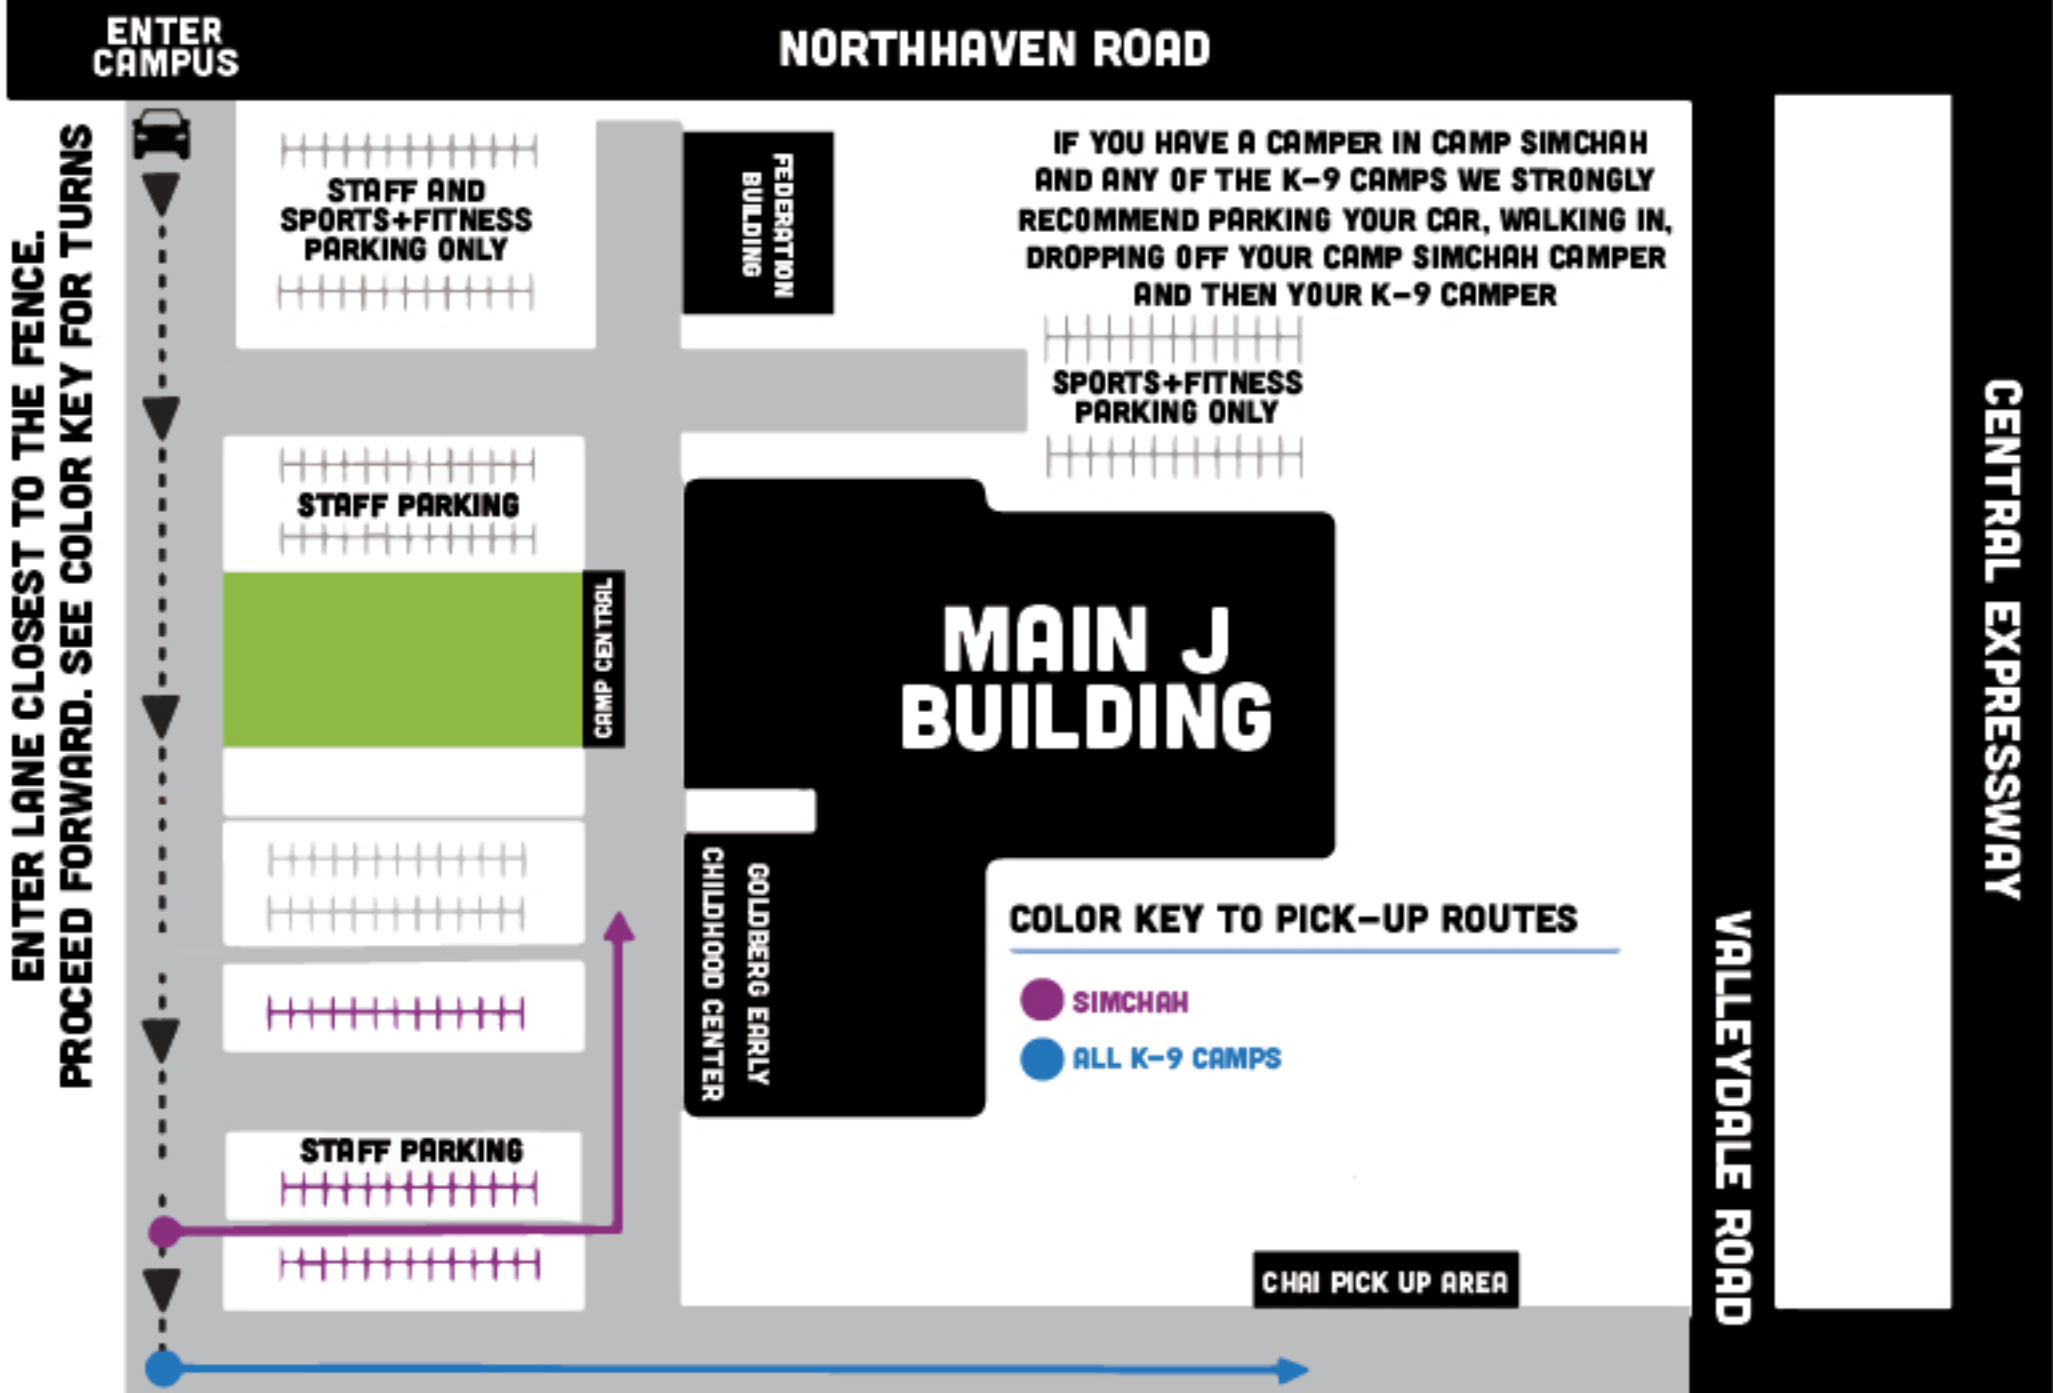 ENTER
CAMPUS
NORTHHAVEN ROAD
ENTER LANE CLOSEST TO THE FENCE.
PROCEED FORWARD. SEE COLOR KEY FOR TURNS
STAFF AND
SPORTS+FITNESS
PARKING ONLY
FEDERATION
BUILDING
IF YOU HAVE A CAMPER IN CAMP SIMCHAH
AND ANY OF THE K-9 CAMPS WE STRONGLY
RECOMMEND PARKING YOUR CAR, WALKING IN,
DROPPING OFF YOUR CAMP SIMCHAH CAMPER
AND THEN YOUR K-9 CAMPER
SPORTS+FITNESS
PARKING ONLY
STAFF PARKING
CAMP CENTRAL
MAIN J
BUILDING
GOLDBERG EARLY
CHILDHOOD CENTER
COLOR KEY TO PICK-UP ROUTES
SIMCHAH
ALL K-9 CAMPS
STAFF PARKING
CHAI PICK UP AREA
VALLEYDALE ROAD
CENTRAL EXPRESSWAY